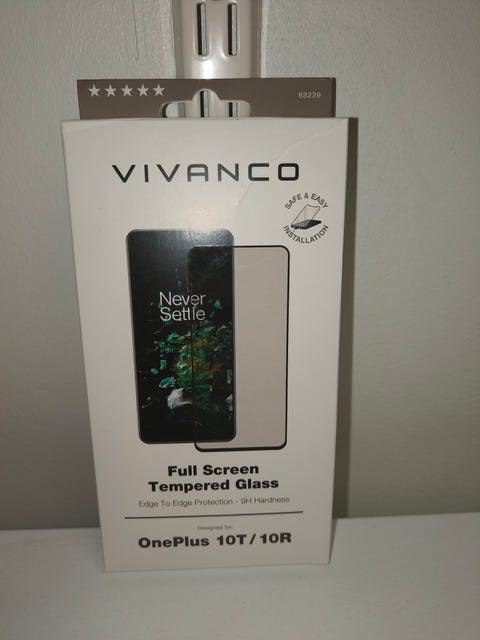 ★★★★★ 63239
VIVANCO
SAFE & EASY
INSTALLATION
Never
Settle
Full Screen
Tempered Glass
Edge To Edge Protection - 9H Hardness
Designed for:
OnePlus 10T / 10R